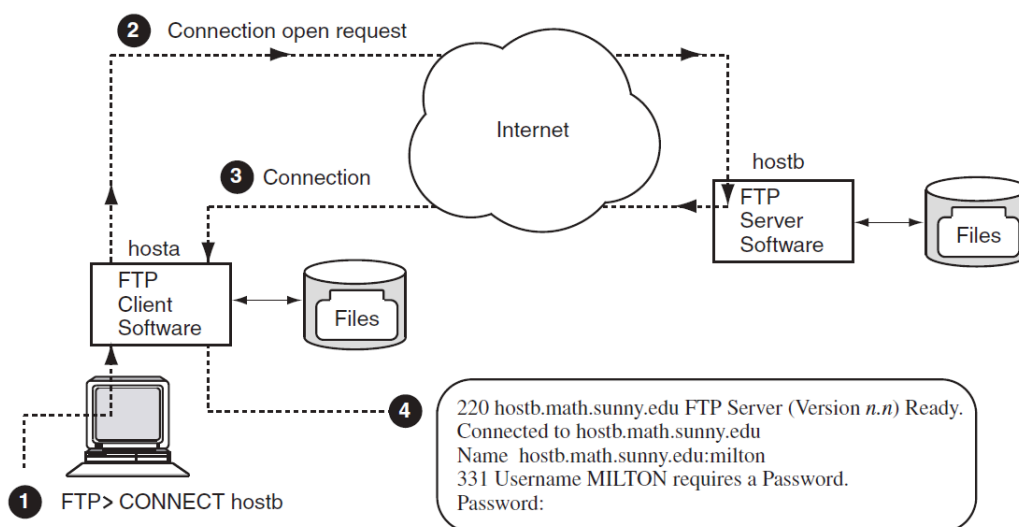 2 Connection open request
Internet
3 Connection
hostb
FTP
Server
Software
Files
hosta
FTP
Client
Software
Files
4
220 hostb.math.sunny.edu FTP Server (Version n.n) Ready.
Connected to hostb.math.sunny.edu
Name hostb.math.sunny.edu:milton
331 Username MILTON requires a Password.
Password:
1 FTP> CONNECT hostb